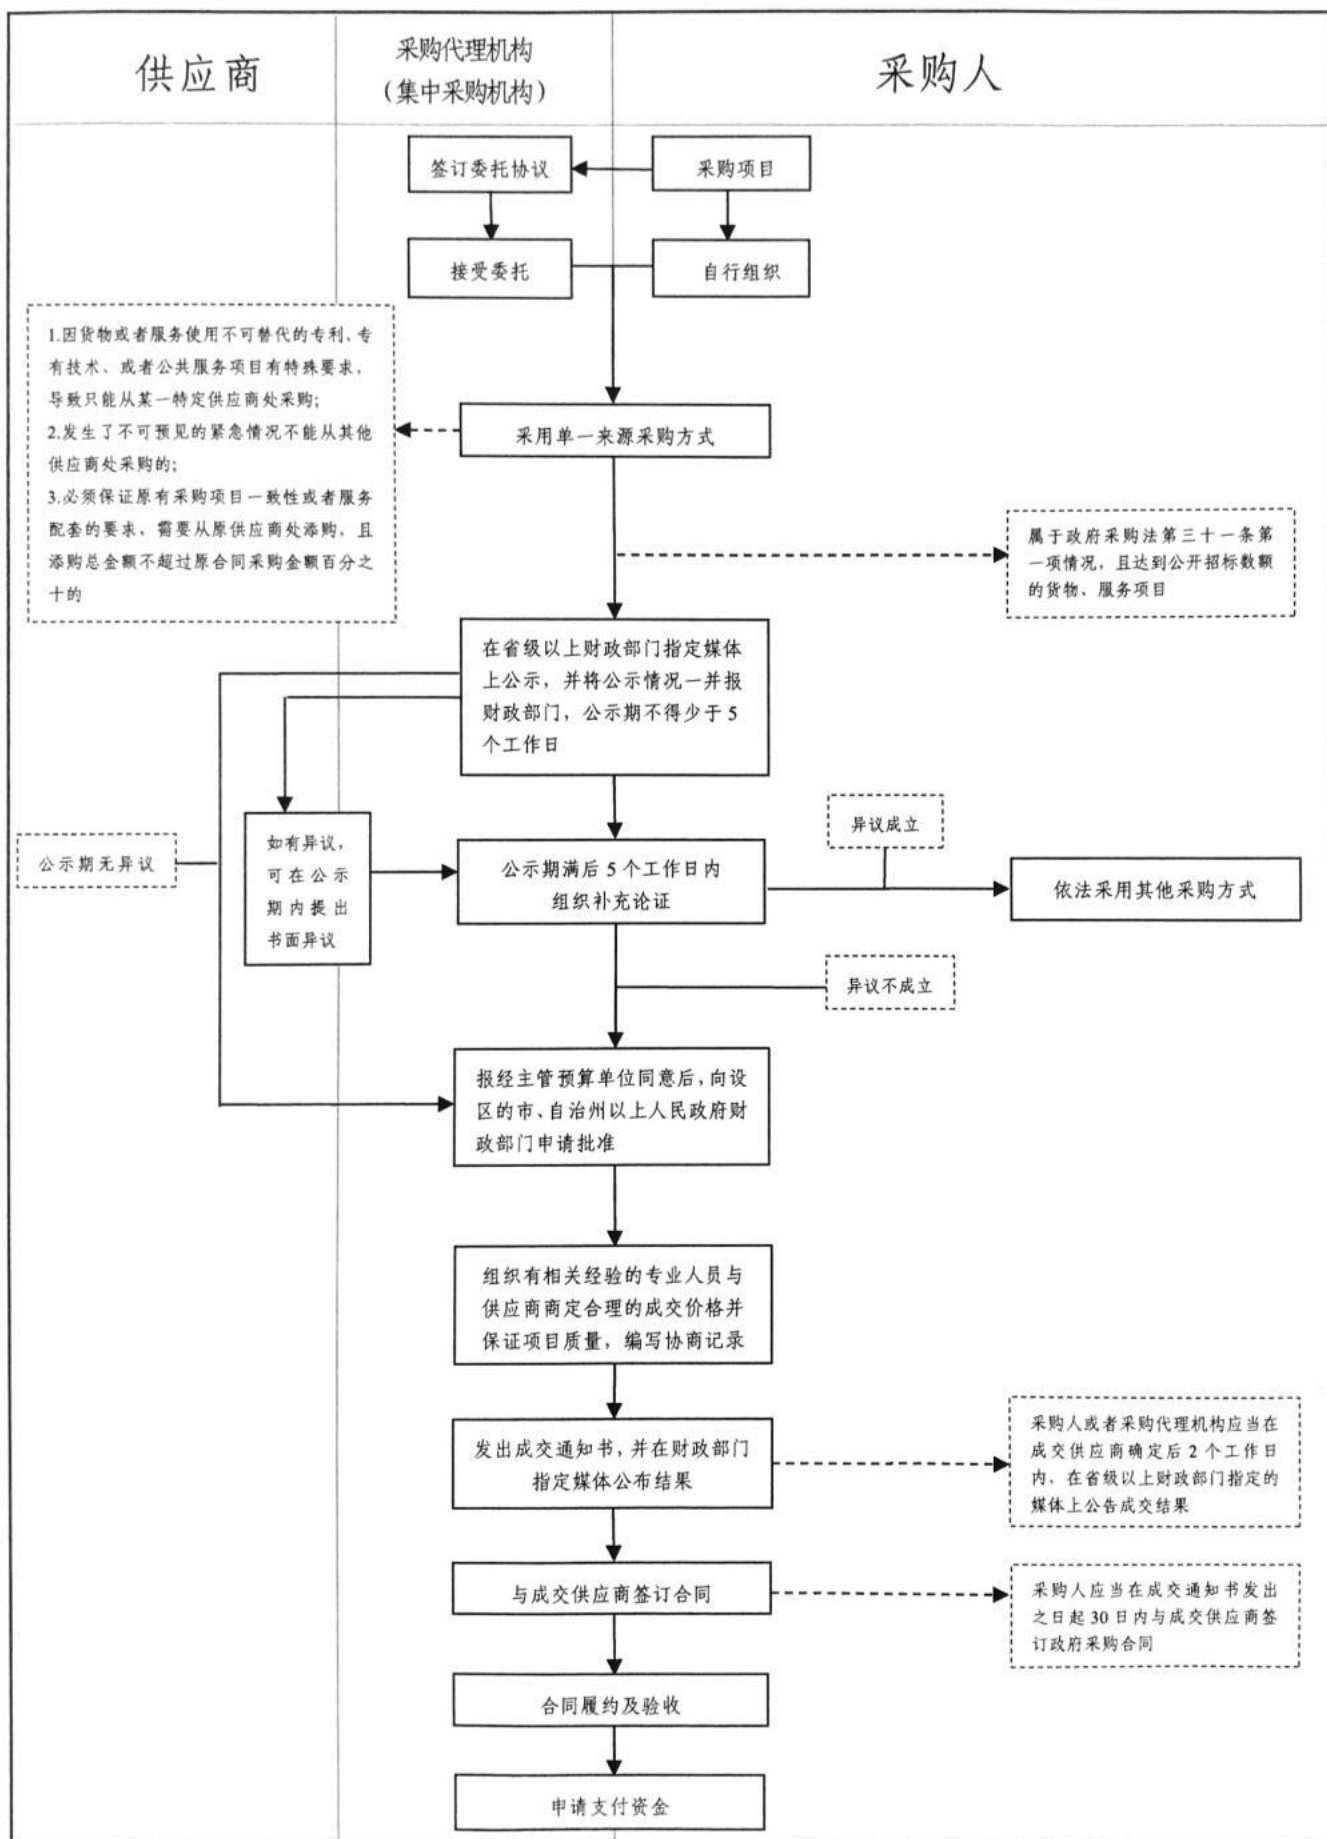 供应商
采购代理机构
（集中采购机构）
采购人
签订委托协议
采购项目
接受委托
自行组织
1.因货物或者服务使用不可替代的专利、专
有技术、或者公共服务项目有特殊要求，
导致只能从某一特定供应商处采购；
2.发生了不可预见的紧急情况不能从其他
供应商处采购的；
3.必须保证原有采购项目一致性或者服务
配套的要求，需要从原供应商处添购，且
添购总金额不超过原合同采购金额百分之
十的
采用单一来源采购方式
属于政府采购法第三十一条第
一项情况，且达到公开招标数额
的货物、服务项目
在省级以上财政部门指定媒体
上公示，并将公示情况一并报
财政部门，公示期不得少于 5
个工作日
公示期无异议
如有异议，
可在公示
期内提出
书面异议
公示期满后 5 个工作日内
组织补充论证
异议成立
依法采用其他采购方式
异议不成立
报经主管预算单位同意后，向设
区的市、自治州以上人民政府财
政部门申请批准
组织有相关经验的专业人员与
供应商商定合理的成交价格并
保证项目质量，编写协商记录
发出成交通知书，并在财政部门
指定媒体公布结果
采购人或者采购代理机构应当在
成交供应商确定后 2 个工作日
内，在省级以上财政部门指定的
媒体上公告成交结果
与成交供应商签订合同
采购人应当在成交通知书发出
之日起 30 日内与成交供应商签
订政府采购合同
合同履约及验收
申请支付资金